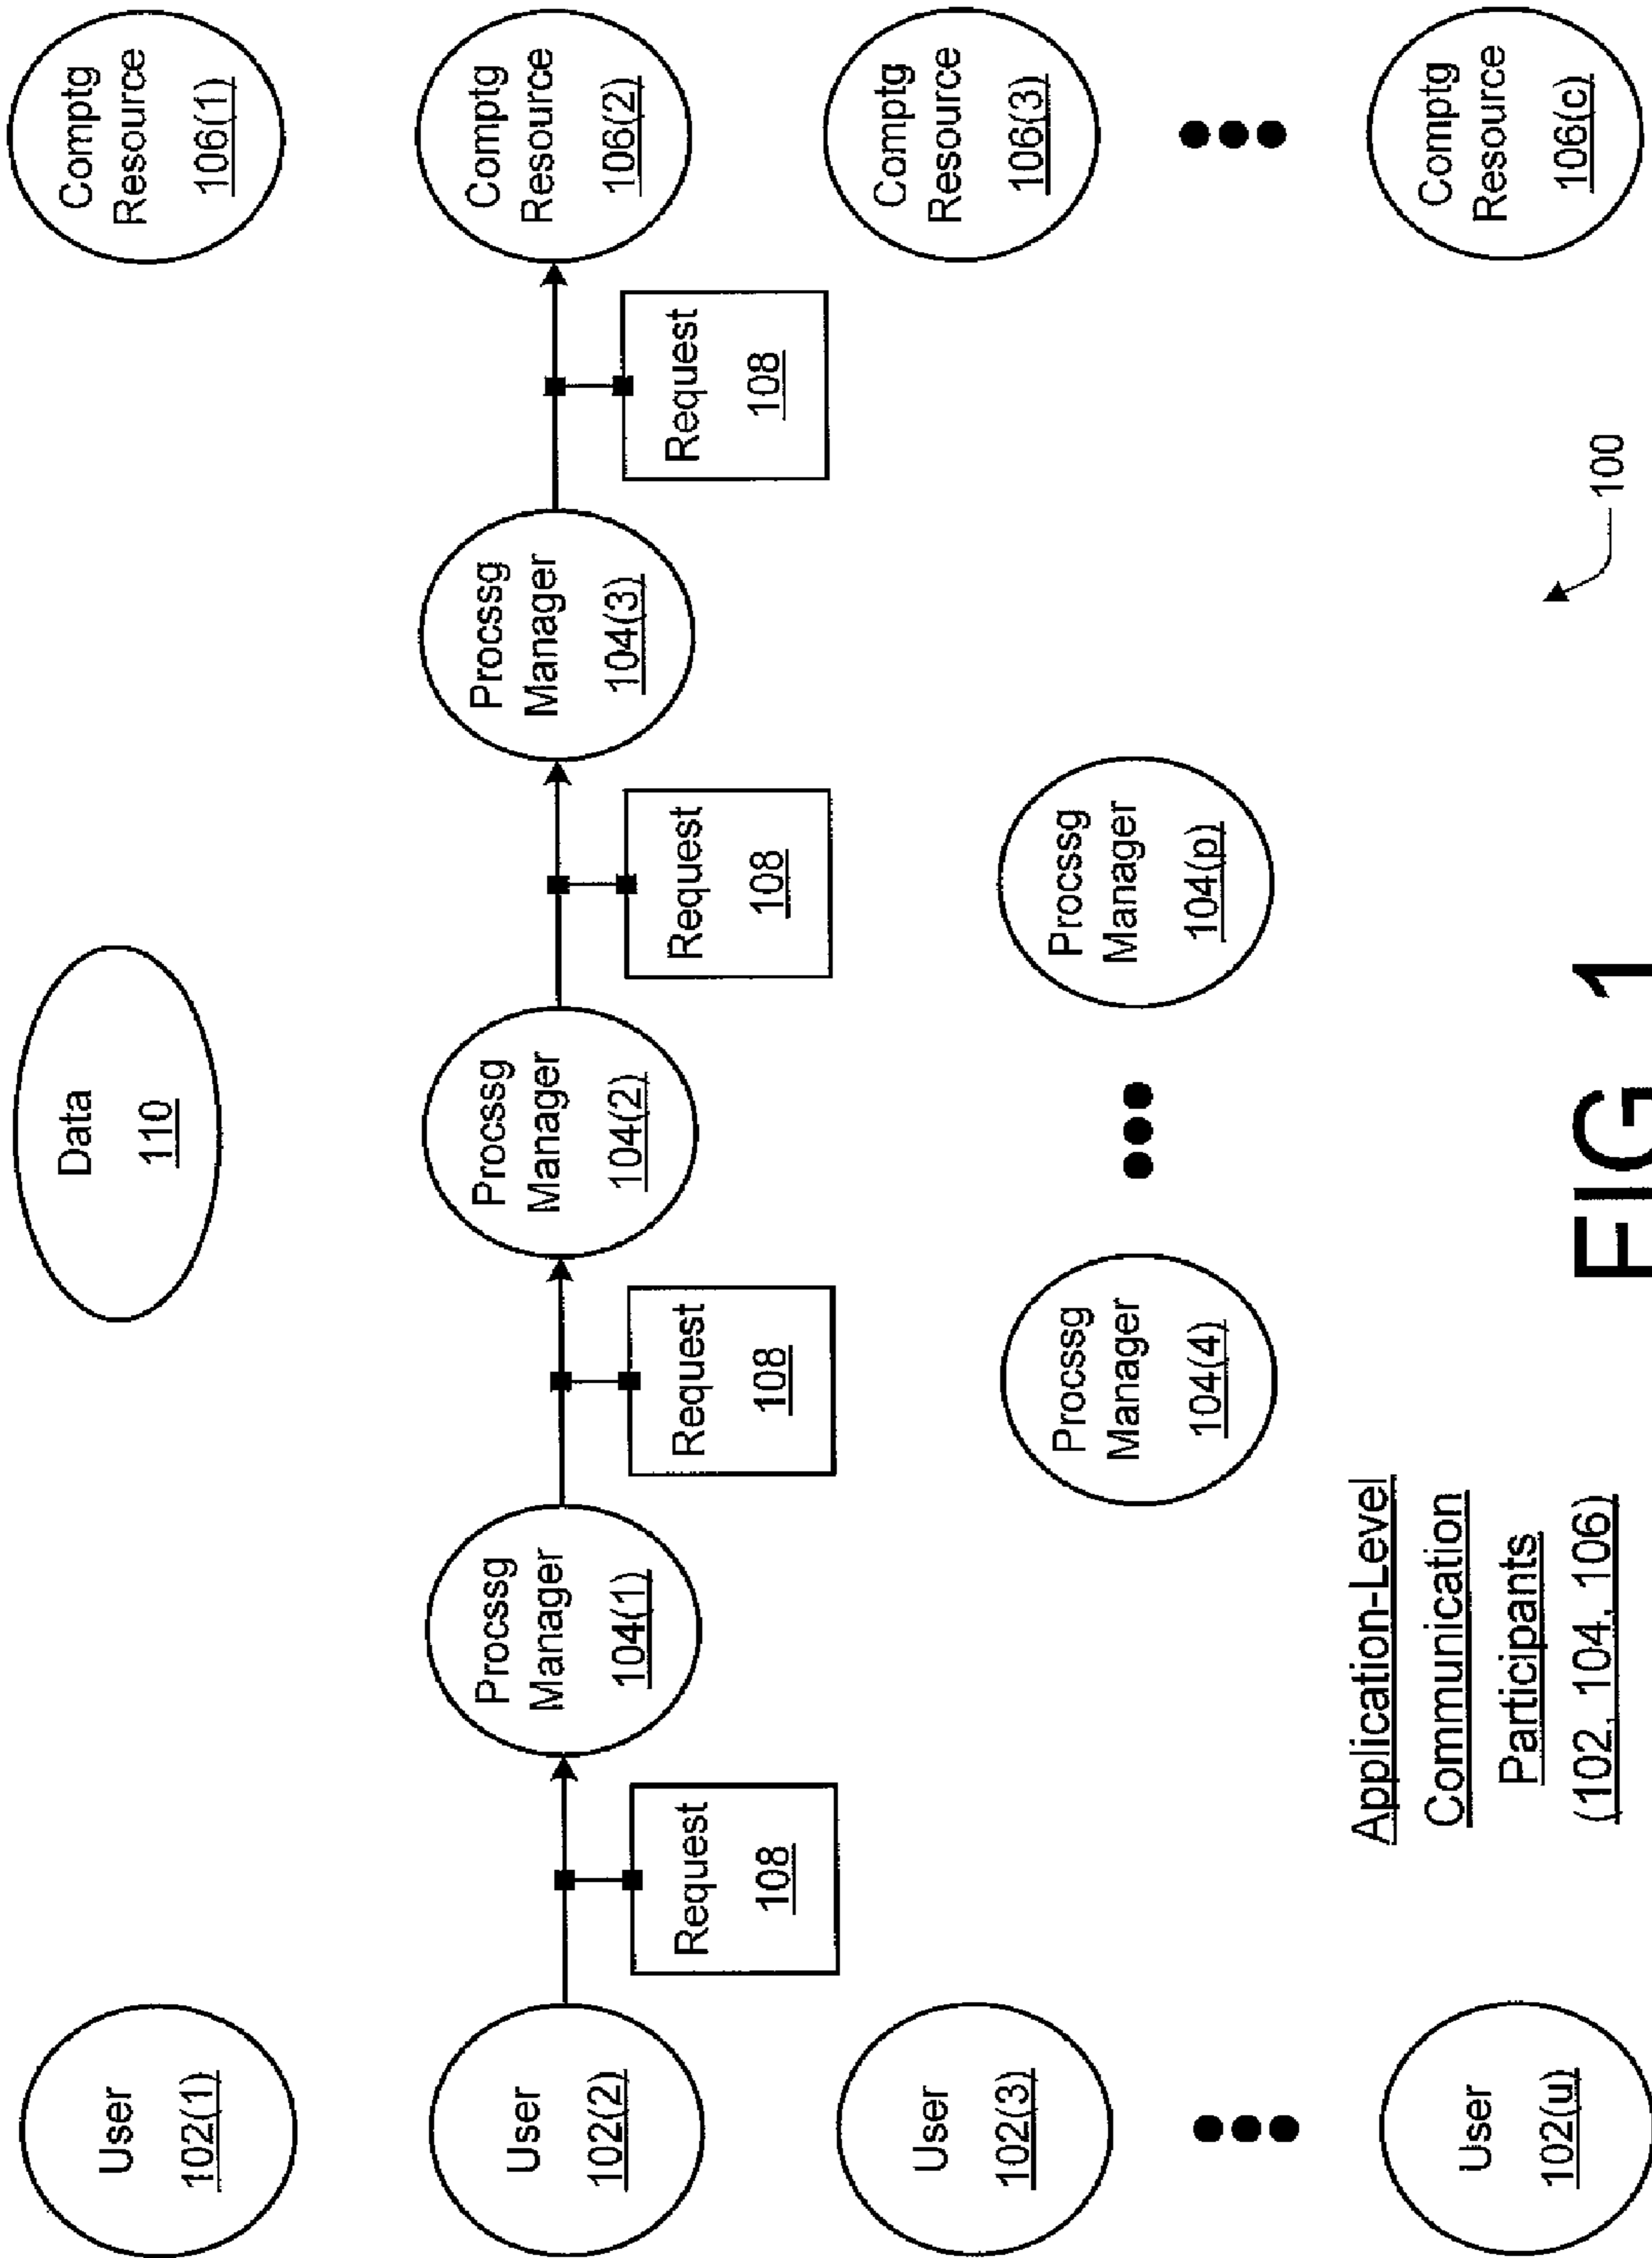 User
102(1)
Data
110
Comptg
Resource
106(1)
User
102(2)
Procssg
Manager
104(1)
Procssg
Manager
104(2)
Procssg
Manager
104(3)
Comptg
Resource
106(2)
Request
108
Request
108
Request
108
Request
108
User
102(3)
Procssg
Manager
104(4)
Procssg
Manager
104(p)
Comptg
Resource
106(3)
User
102(u)
Application-Level
Communication
Participants
(102, 104, 106)
Comptg
Resource
106(c)
100
FIG 1